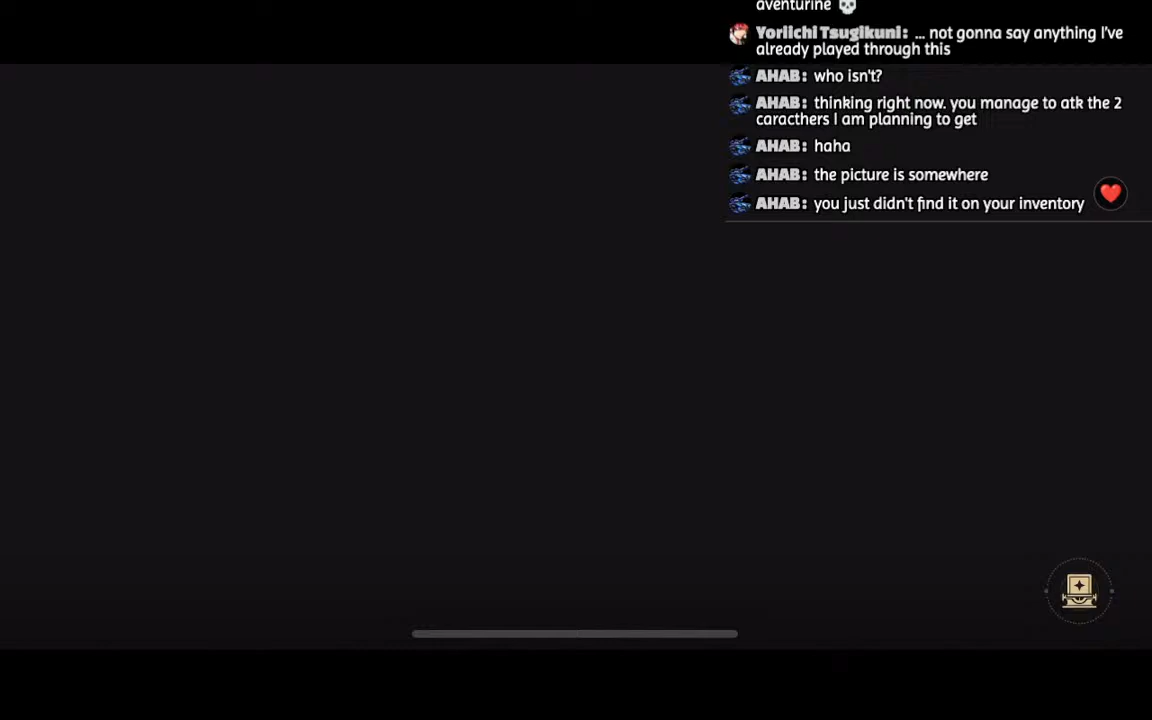 aventurine 💀
Yoriichi Tsugikuni: ... not gonna say anything I've
already played through this
AHAB: who isn't?
AHAB: thinking right now. you manage to atk the 2
caracthers I am planning to get
AHAB: haha
AHAB: the picture is somewhere
AHAB: you just didn't find it on your inventory